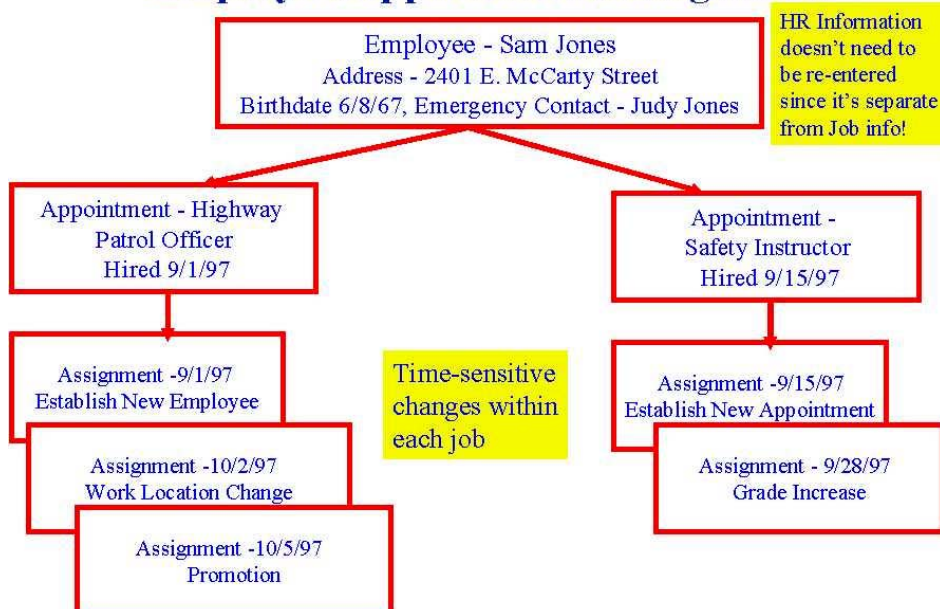 Employee - Sam Jones
Address - 2401 E. McCarty Street
Birthdate 6/8/67, Emergency Contact - Judy Jones
HR Information
doesn't need to
be re-entered
since it's separate
from Job info!
Appointment - Highway
Patrol Officer
Hired 9/1/97
Appointment -
Safety Instructor
Hired 9/15/97
Assignment -9/1/97
Establish New Employee
Assignment -10/2/97
Work Location Change
Assignment -10/5/97
Promotion
Time-sensitive
changes within
each job
Assignment -9/15/97
Establish New Appointment
Assignment - 9/28/97
Grade Increase